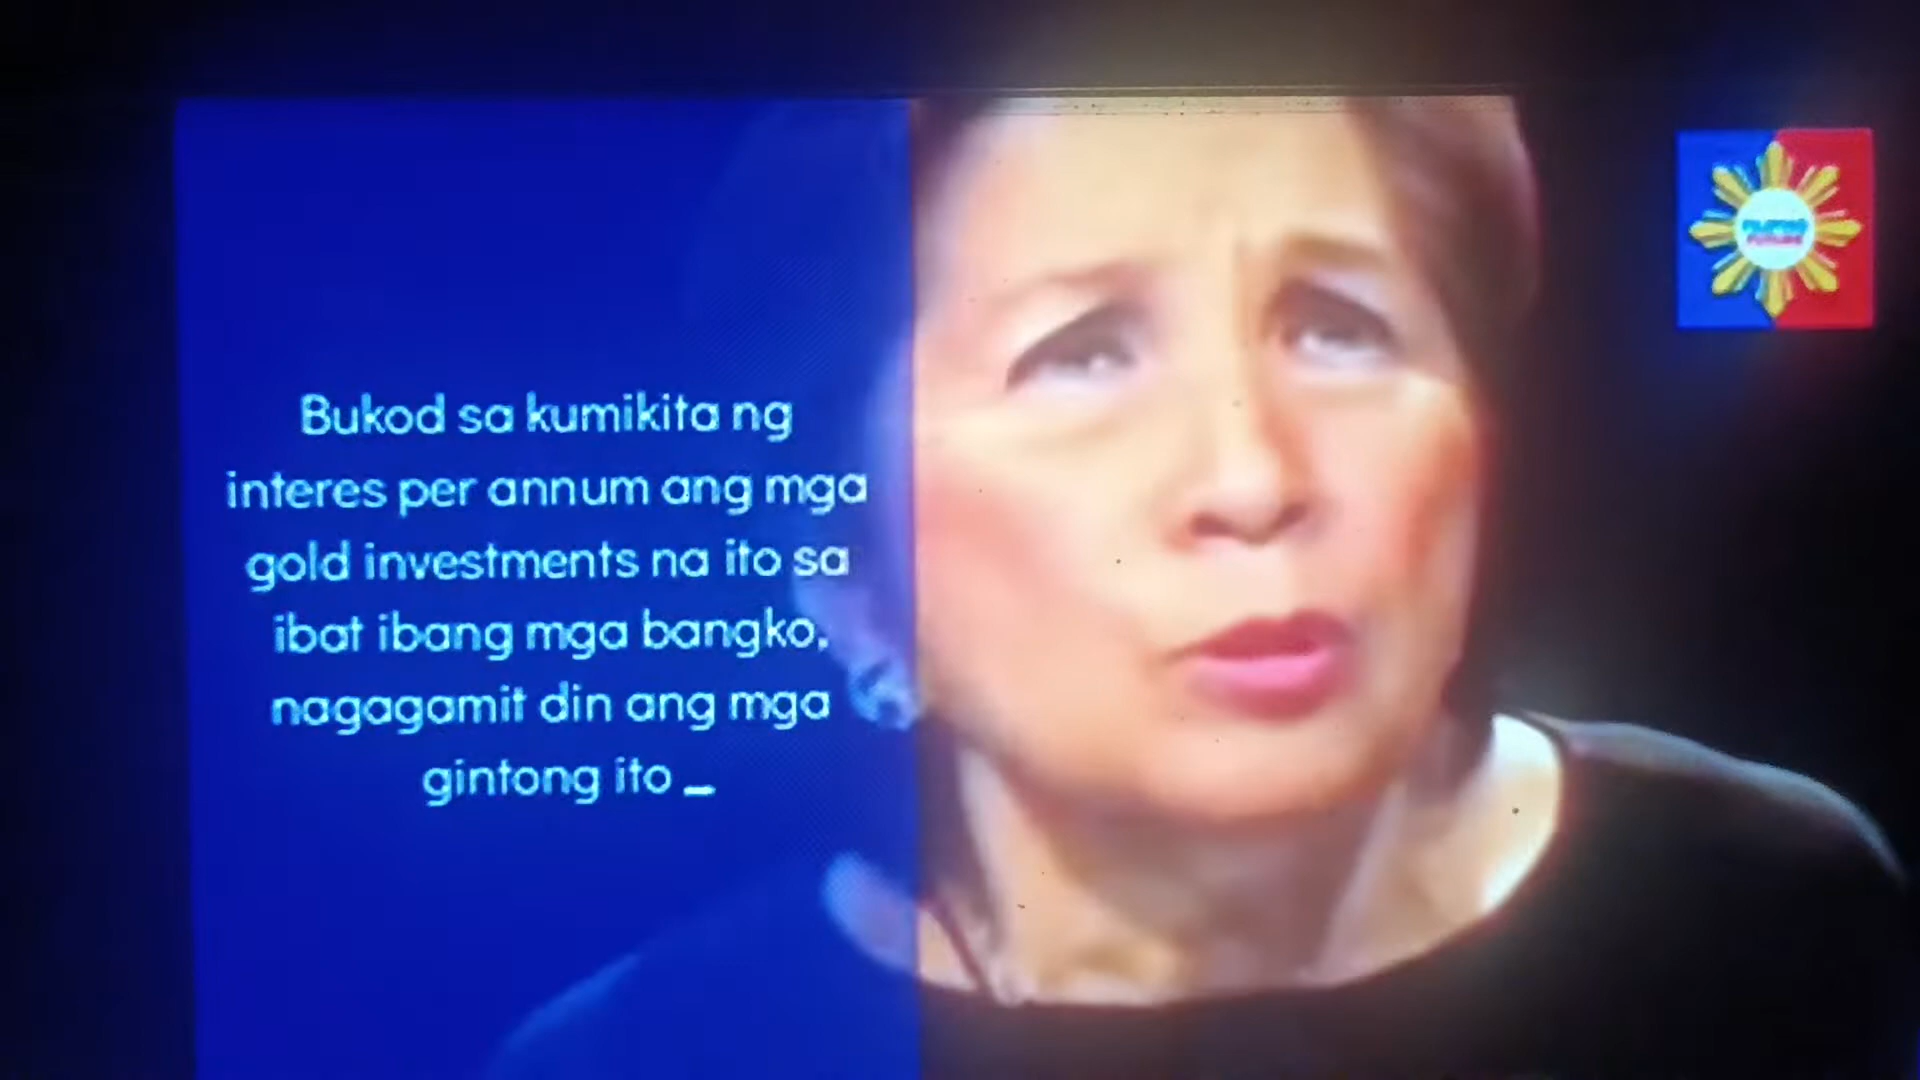 Bukod sa kumikita ng
interes per annum ang mga
gold investments na ito sa
ibat ibang mga bangko,
nagagamit din ang mga
gintong ito _